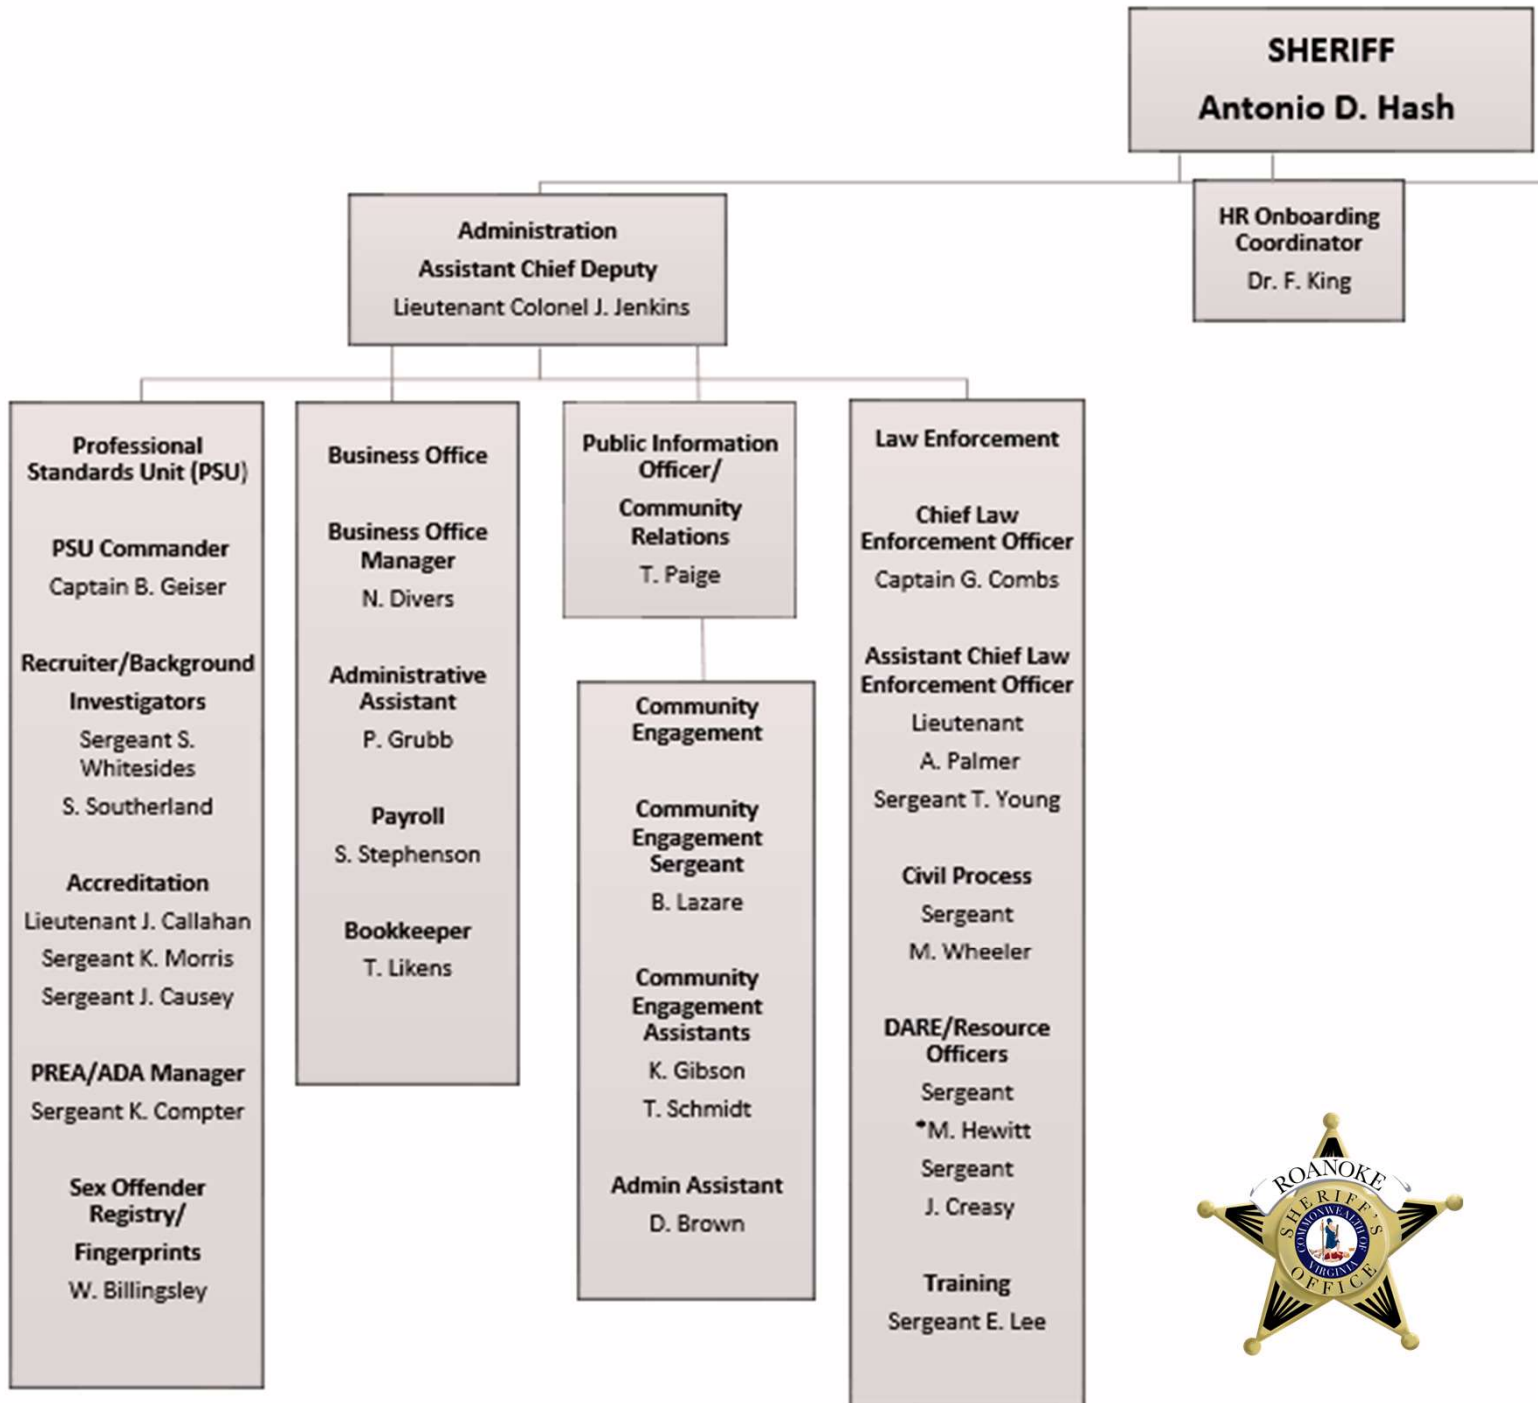 SHERIFF
Antonio D. Hash
HR Onboarding
Coordinator
Dr. F. King
Administration
Assistant Chief Deputy
Lieutenant Colonel J. Jenkins
Professional
Standards Unit (PSU)
PSU Commander
Captain B. Geiser
Recruiter/Background
Investigators
Sergeant S.
Whitesides
S. Southerland
Accreditation
Lieutenant J. Callahan
Sergeant K. Morris
Sergeant J. Causey
PREA/ADA Manager
Sergeant K. Compter
Sex Offender
Registry/
Fingerprints
W. Billingsley
Business Office
Business Office
Manager
N. Divers
Administrative
Assistant
P. Grubb
Payroll
S. Stephenson
Bookkeeper
T. Likens
Public Information
Officer/
Community
Relations
T. Paige
Community
Engagement
Community
Engagement
Sergeant
B. Lazare
Community
Engagement
Assistants
K. Gibson
T. Schmidt
Admin Assistant
D. Brown
Law Enforcement
Chief Law
Enforcement Officer
Captain G. Combs
Assistant Chief Law
Enforcement Officer
Lieutenant
A. Palmer
Sergeant T. Young
Civil Process
Sergeant
M. Wheeler
DARE/Resource
Officers
Sergeant
*M. Hewitt
Sergeant
J. Creasy
Training
Sergeant E. Lee
ROANOKE
SHERIFF'S
OFFICE
COMMONWEALTH OF
VIRGINIA